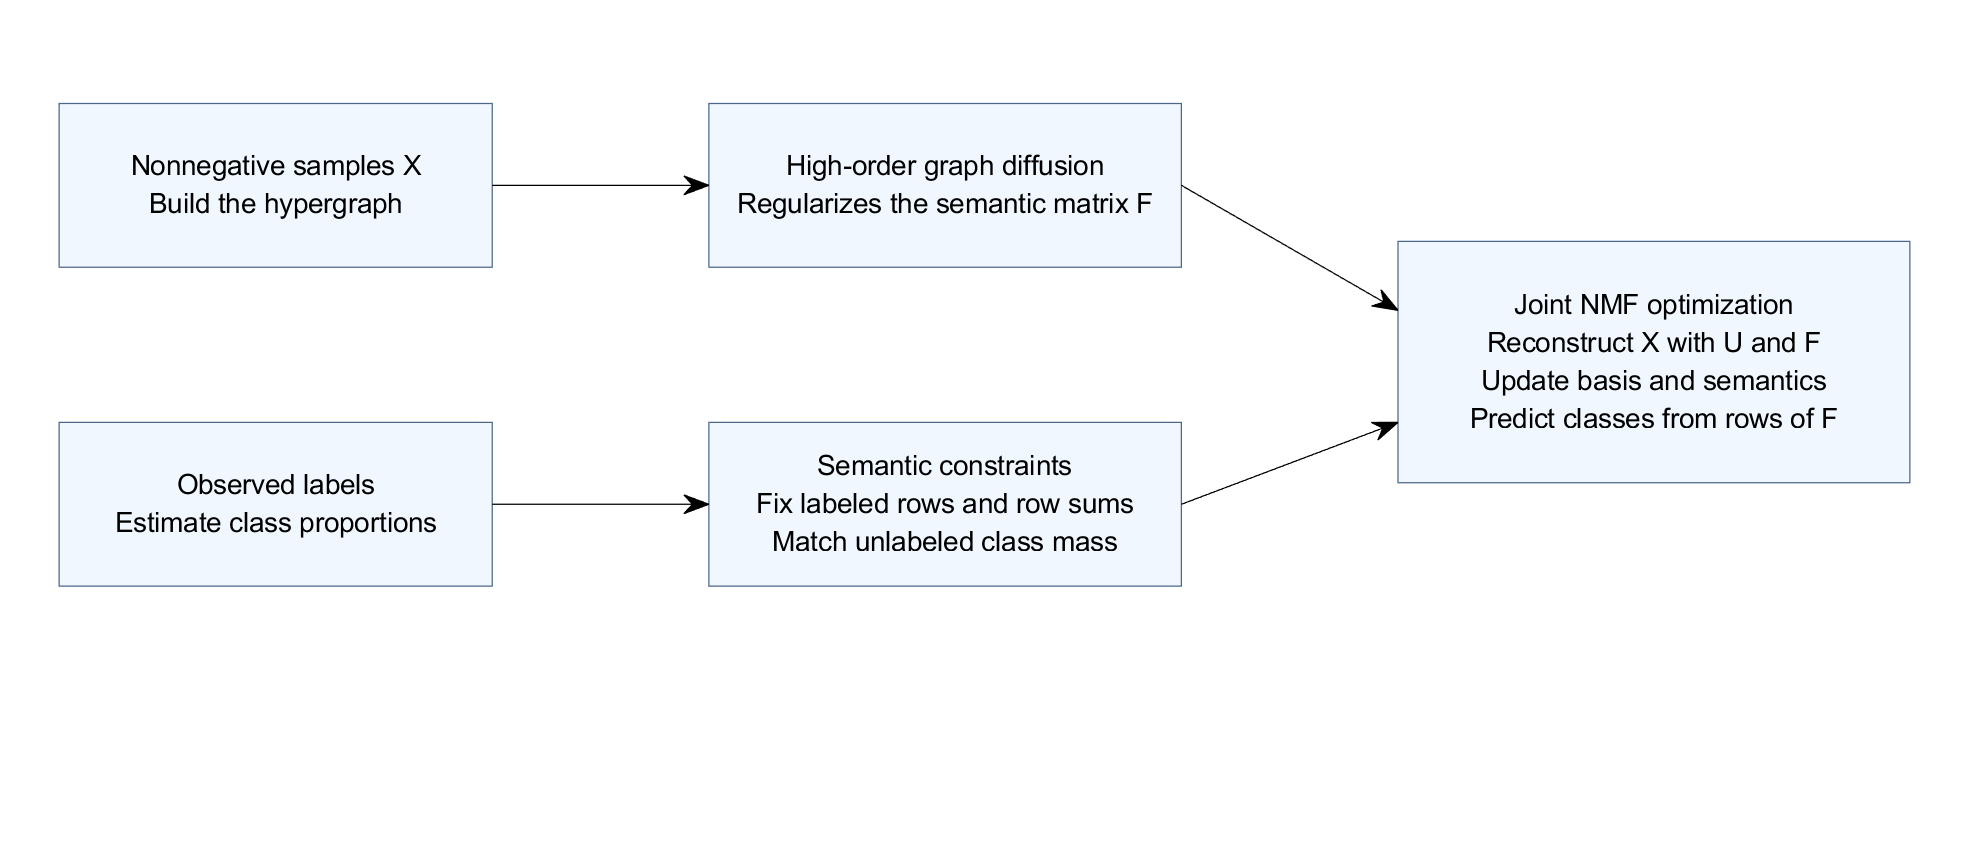 Nonnegative samples X
Build the hypergraph
High-order graph diffusion
Regularizes the semantic matrix F
Joint NMF optimization
Reconstruct X with U and F
Update basis and semantics
Predict classes from rows of F
Observed labels
Estimate class proportions
Semantic constraints
Fix labeled rows and row sums
Match unlabeled class mass